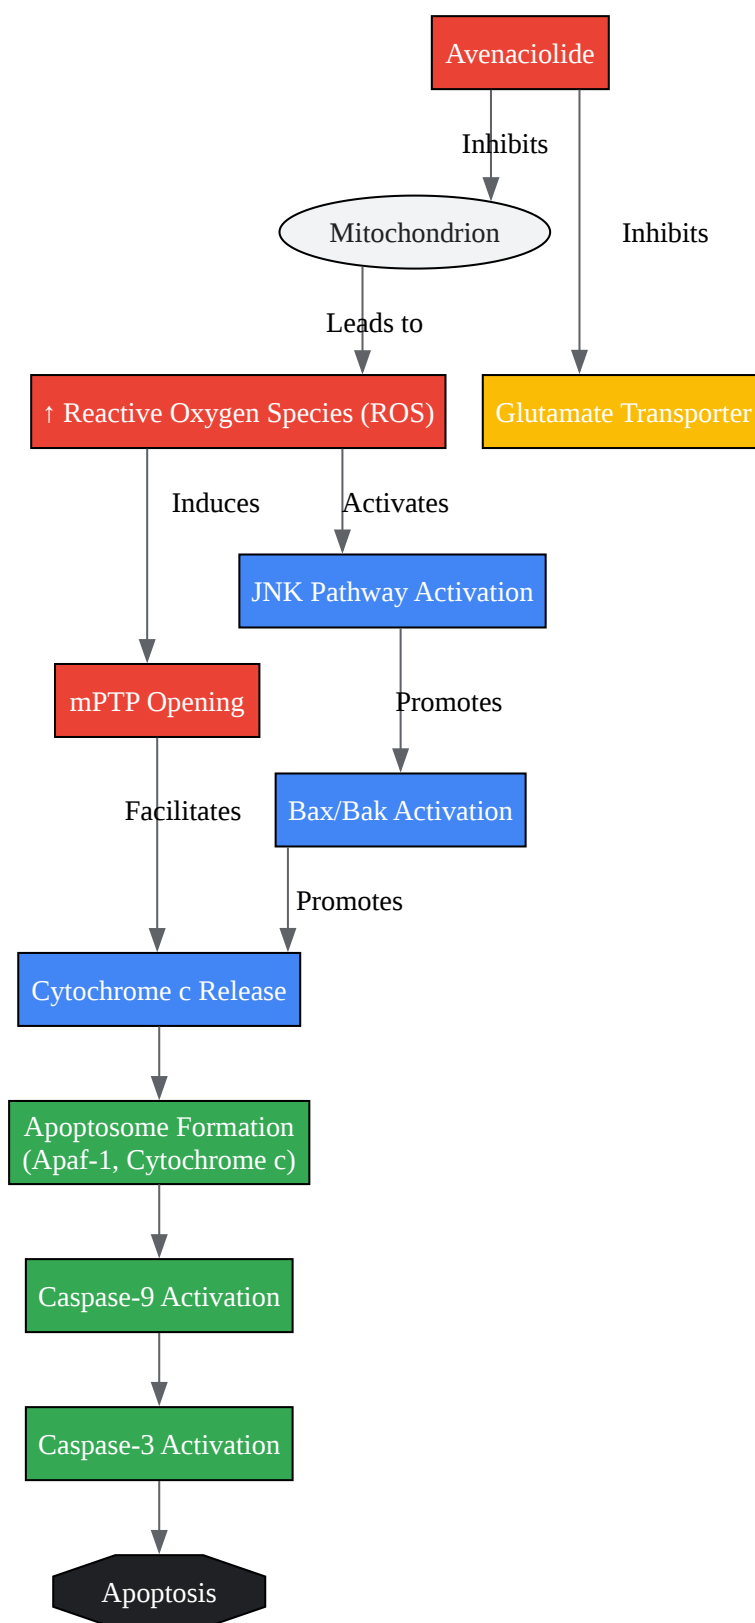 Avenaciolide
Inhibits
Mitochondrion
Inhibits
Leads to
↑ Reactive Oxygen Species (ROS)
Glutamate Transporter
Induces
Activates
JNK Pathway Activation
mPTP Opening
Promotes
Facilitates
Bax/Bak Activation
Promotes
Cytochrome c Release
Apoptosome Formation
(Apaf-1, Cytochrome c)
Caspase-9 Activation
Caspase-3 Activation
Apoptosis